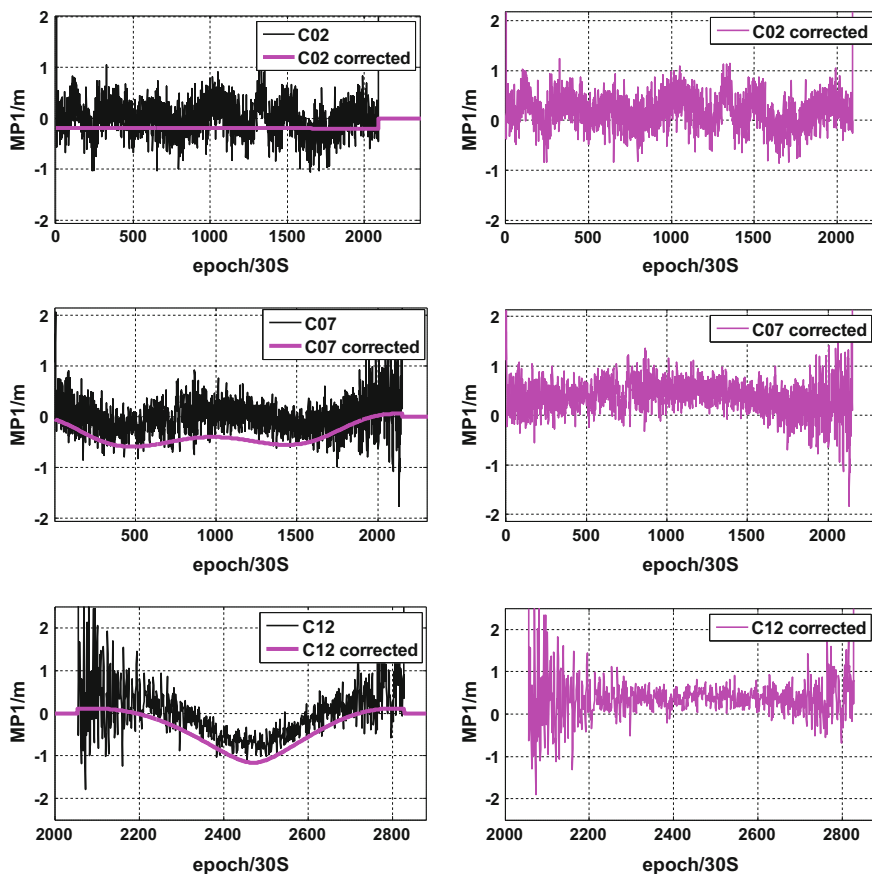 2
1
0
-1
-2
MP1/m
C02
C02 corrected
0 500 1000 1500 2000
epoch/30S
2
1
0
-1
-2
MP1/m
C02 corrected
0 500 1000 1500 2000
epoch/30S
2
1
0
-1
-2
MP1/m
C07
C07 corrected
500 1000 1500 2000
epoch/30S
2
1
0
-1
-2
MP1/m
C07 corrected
0 500 1000 1500 2000
epoch/30S
2
1
0
-1
-2
MP1/m
C12
C12 corrected
2000 2200 2400 2600 2800
epoch/30S
2
1
0
-1
-2
MP1/m
C12 corrected
2000 2200 2400 2600 2800
epoch/30S